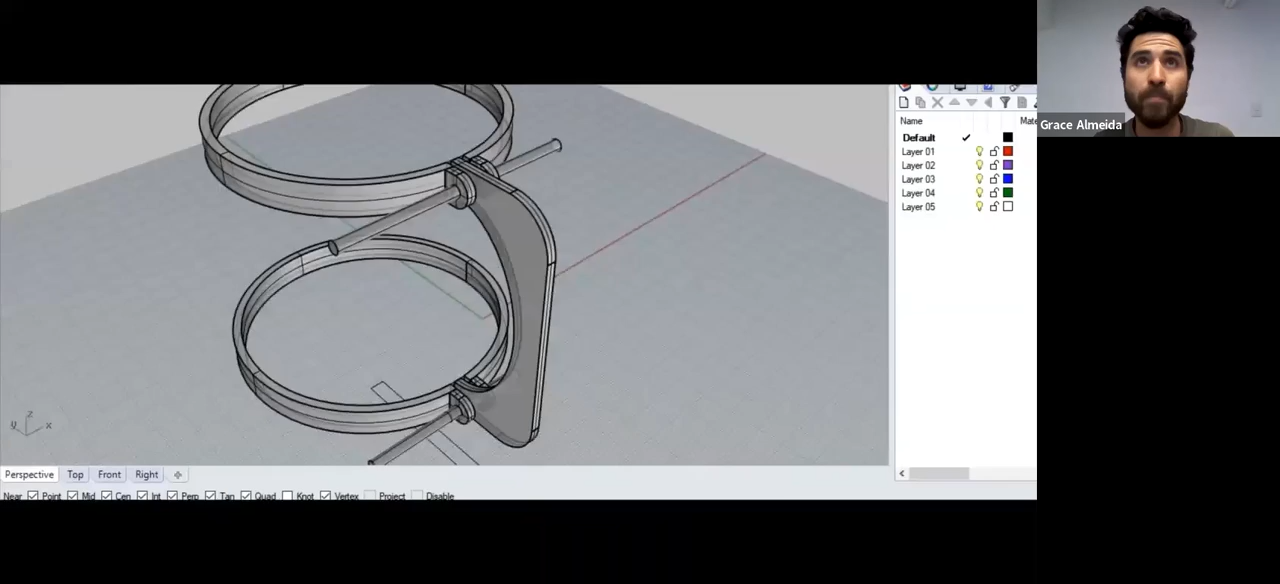 Grace Almeida
Name Mate
Default
Layer 01
Layer 02
Layer 03
Layer 04
Layer 05
z
y x
Perspective Top Front Right
Near Point Mid Cen Int Perp Tan Quad Knot Vertex Project Disable